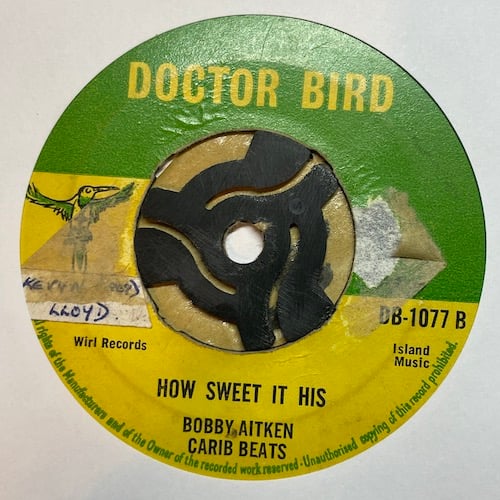 DOCTOR BIRD
LLOYD.
DB-1077 B
Wirl Records
Island
Music
HOW SWEET IT HIS
BOBBY AITKEN
CARIB BEATS
rights of the Manufacturers and of the Owner of the recorded work reserved - Unauthorised copying of this record prohibited.